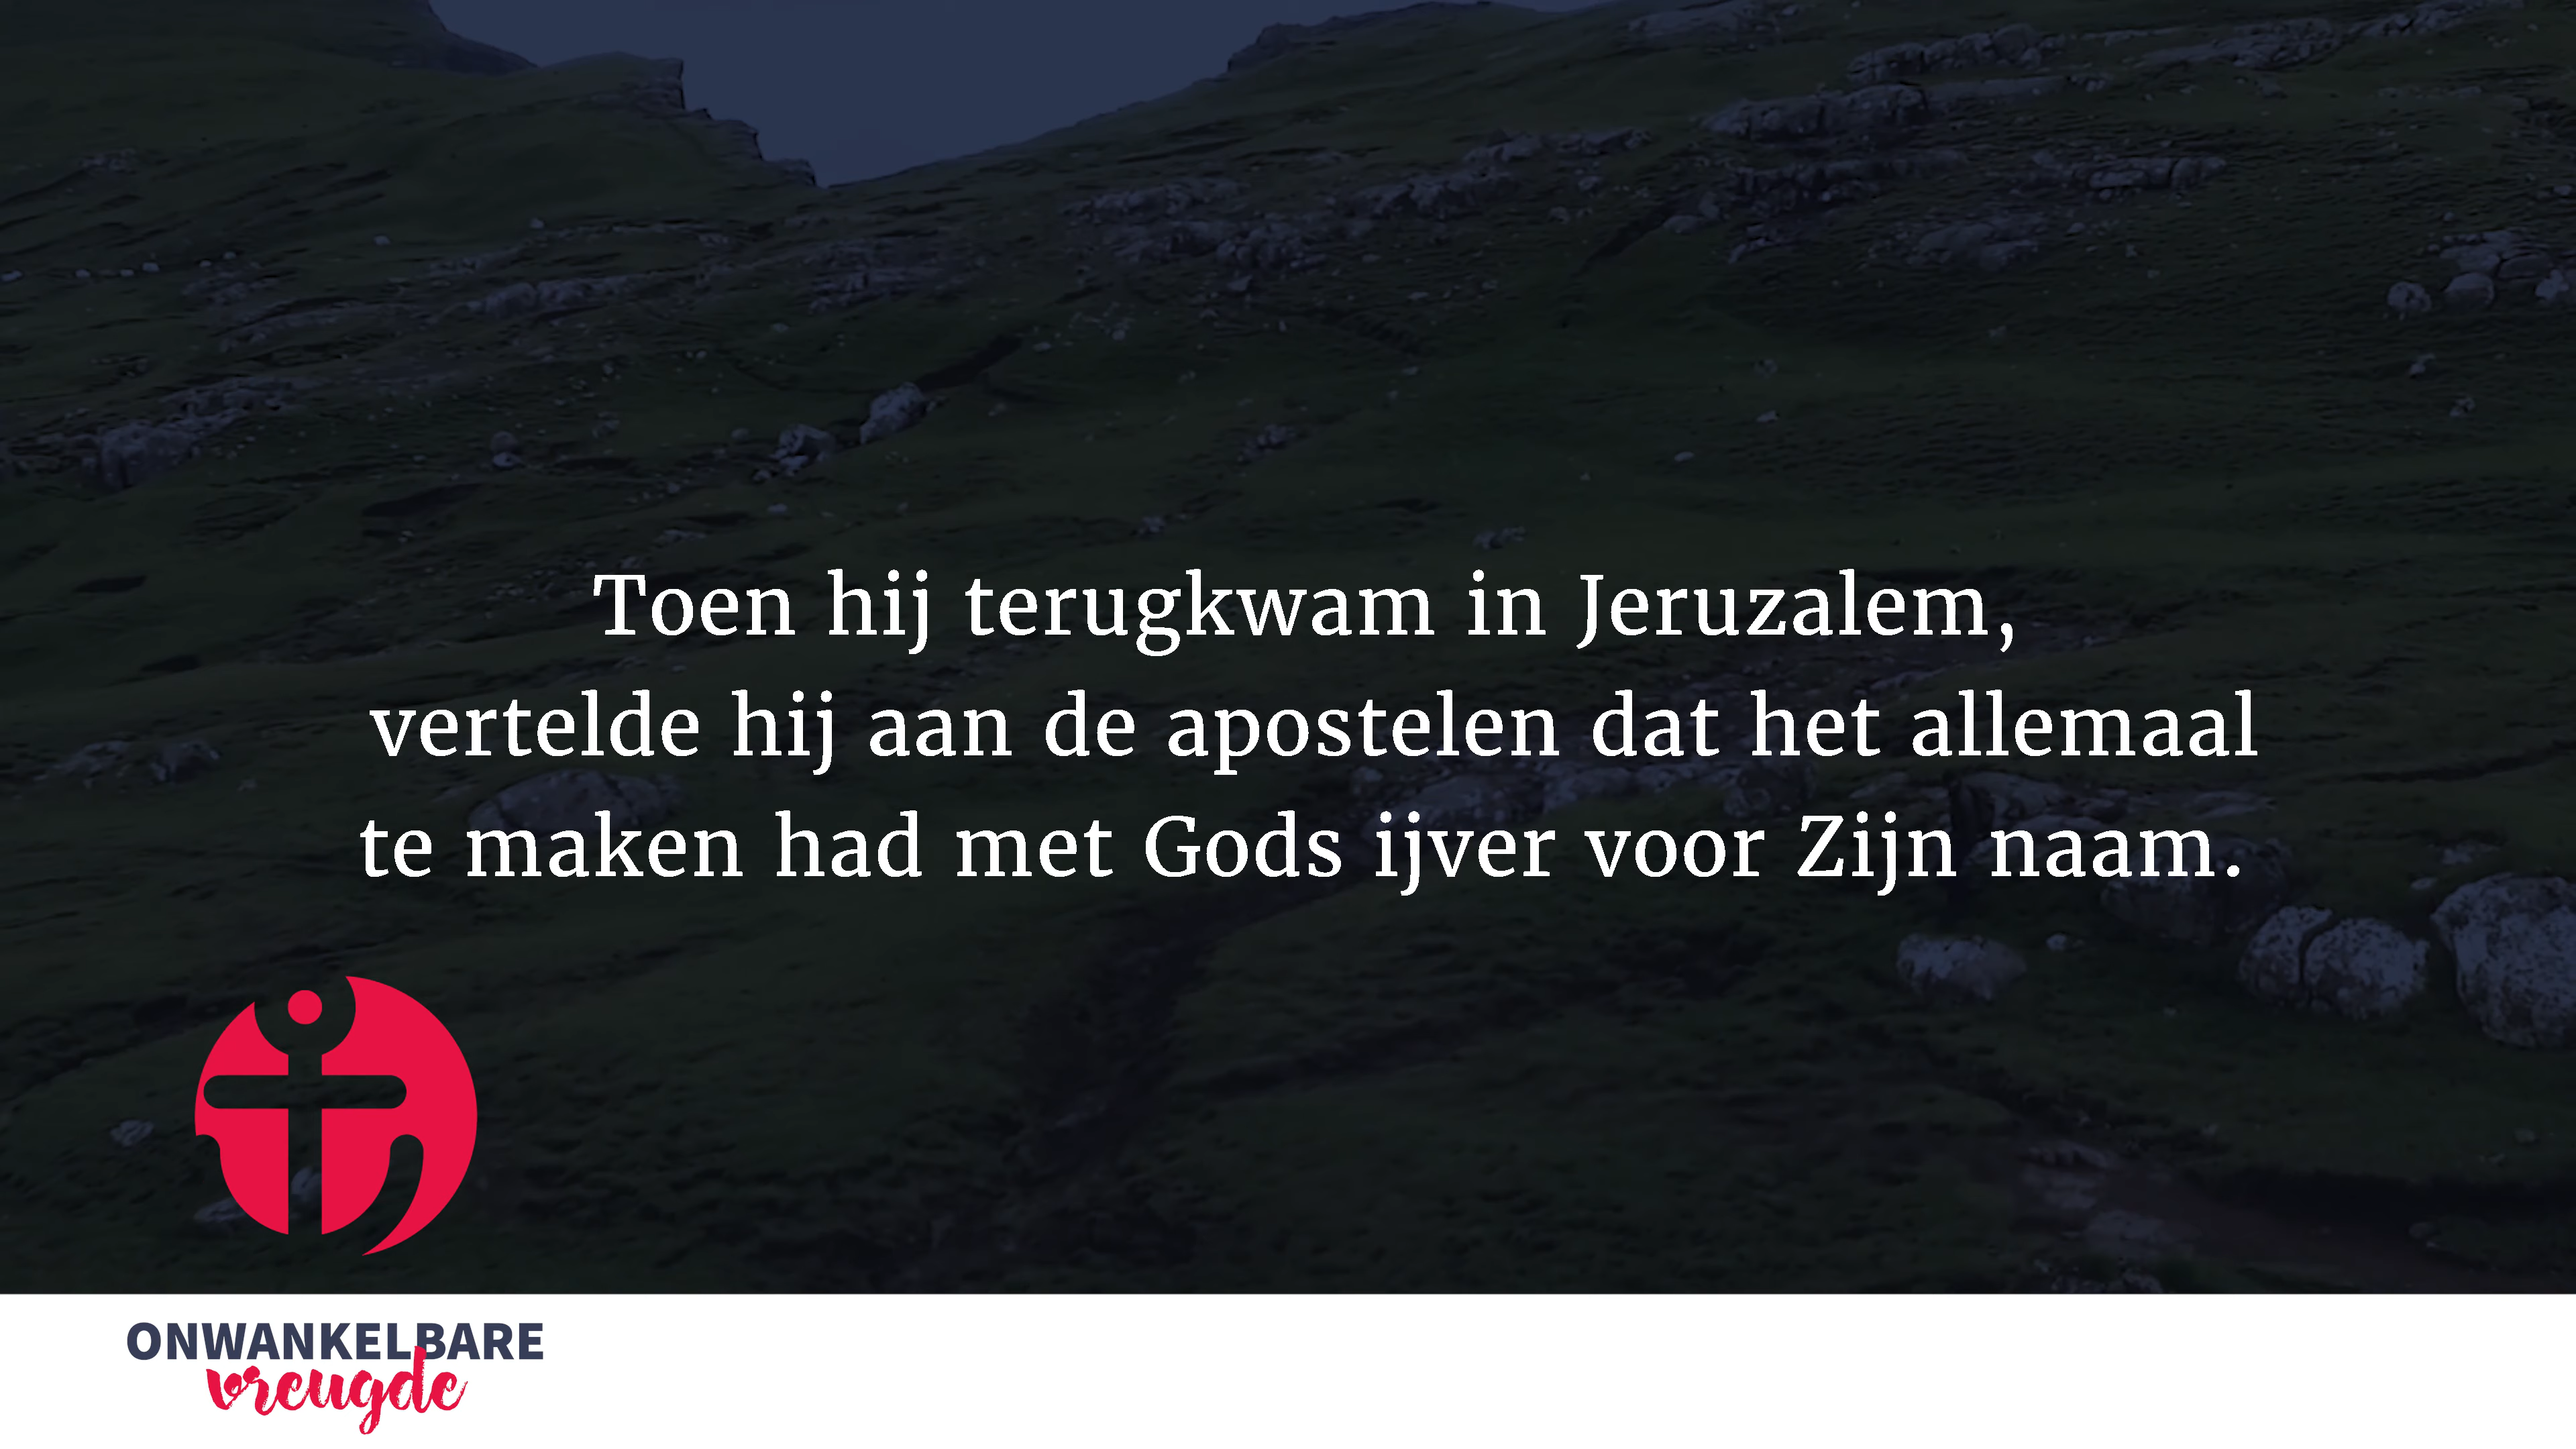 Toen hij terugkwam in Jeruzalem,
vertelde hij aan de apostelen dat het allemaal
te maken had met Gods ijver voor Zijn naam.
ONWANKELBARE
vreugde